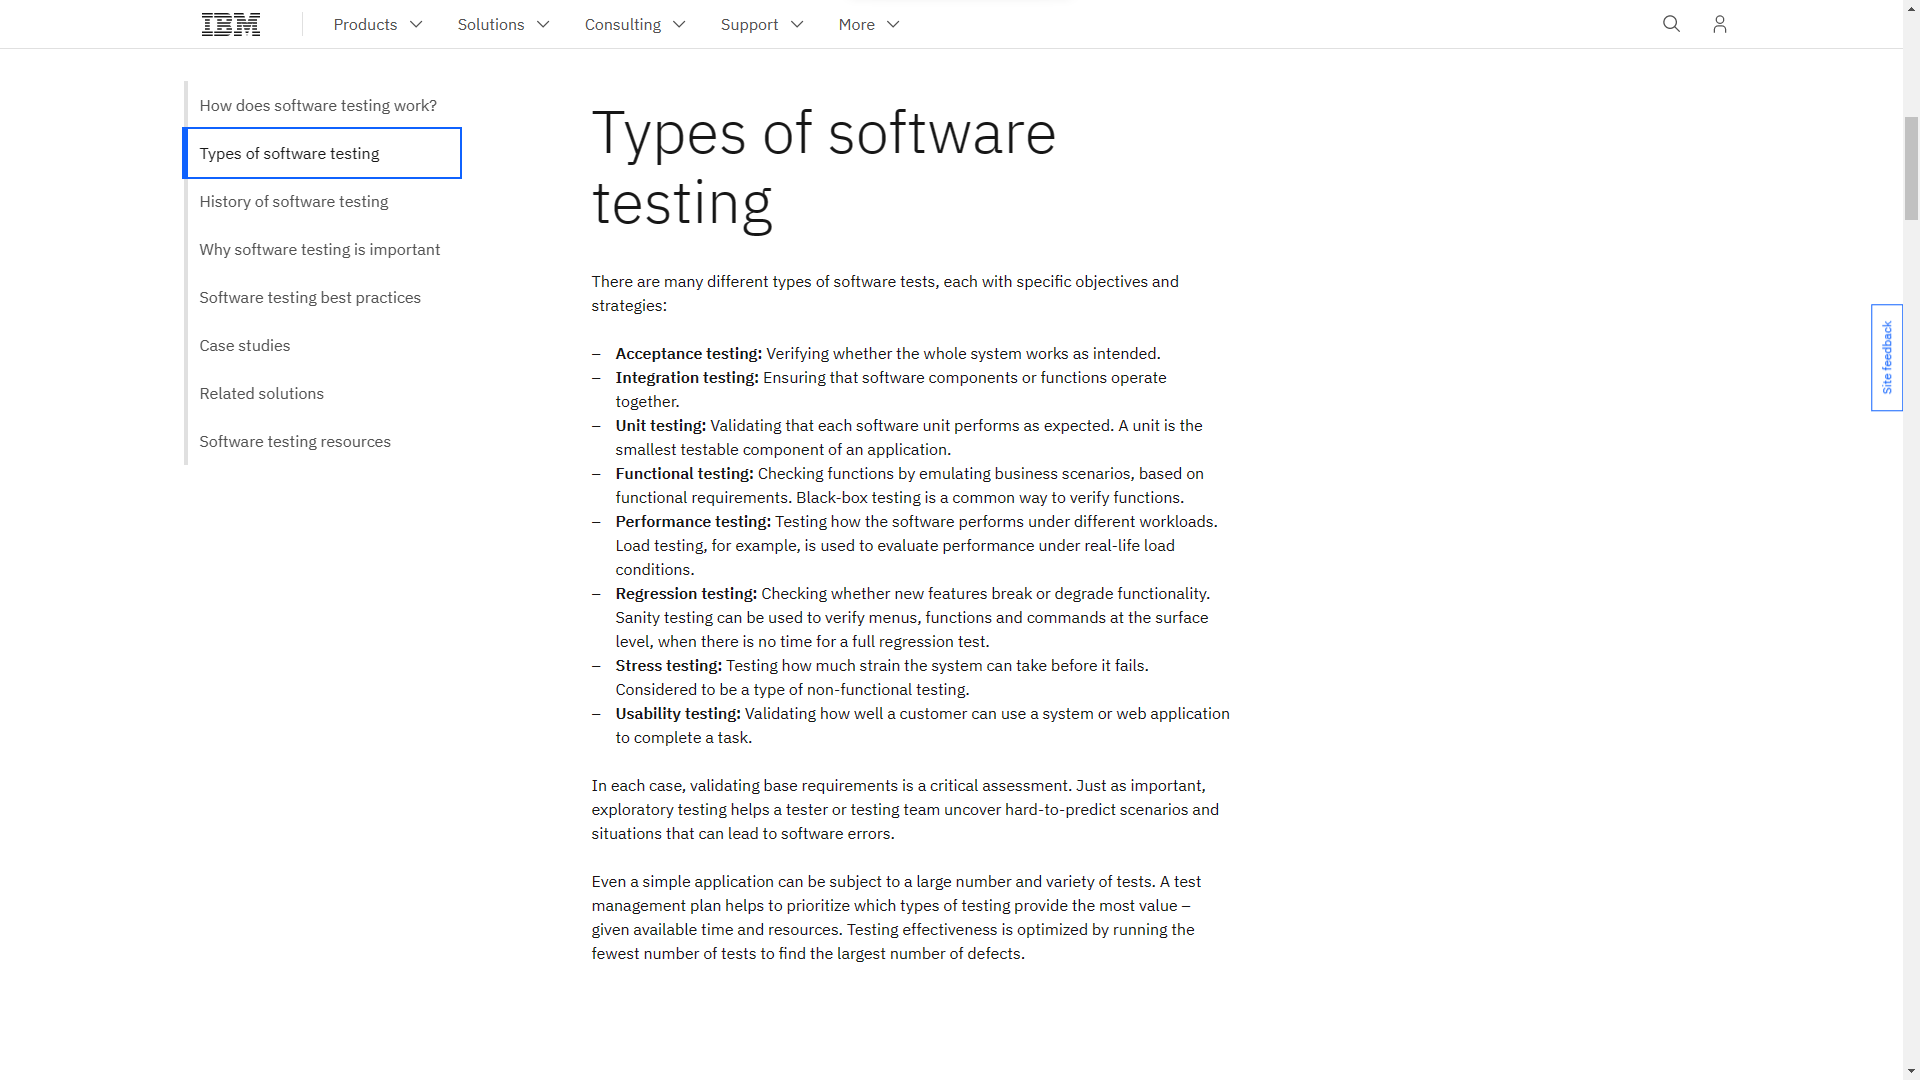 IBM
Products
Solutions
Consulting
Support
More
How does software testing work?
Types of software testing
History of software testing
Why software testing is important
Software testing best practices
Case studies
Related solutions
Software testing resources
Types of software
testing
There are many different types of software tests, each with specific objectives and
strategies:
– Acceptance testing: Verifying whether the whole system works as intended.
– Integration testing: Ensuring that software components or functions operate
together.
– Unit testing: Validating that each software unit performs as expected. A unit is the
smallest testable component of an application.
– Functional testing: Checking functions by emulating business scenarios, based on
functional requirements. Black-box testing is a common way to verify functions.
– Performance testing: Testing how the software performs under different workloads.
Load testing, for example, is used to evaluate performance under real-life load
conditions.
– Regression testing: Checking whether new features break or degrade functionality.
Sanity testing can be used to verify menus, functions and commands at the surface
level, when there is no time for a full regression test.
– Stress testing: Testing how much strain the system can take before it fails.
Considered to be a type of non-functional testing.
– Usability testing: Validating how well a customer can use a system or web application
to complete a task.
In each case, validating base requirements is a critical assessment. Just as important,
exploratory testing helps a tester or testing team uncover hard-to-predict scenarios and
situations that can lead to software errors.
Even a simple application can be subject to a large number and variety of tests. A test
management plan helps to prioritize which types of testing provide the most value –
given available time and resources. Testing effectiveness is optimized by running the
fewest number of tests to find the largest number of defects.
Site feedback